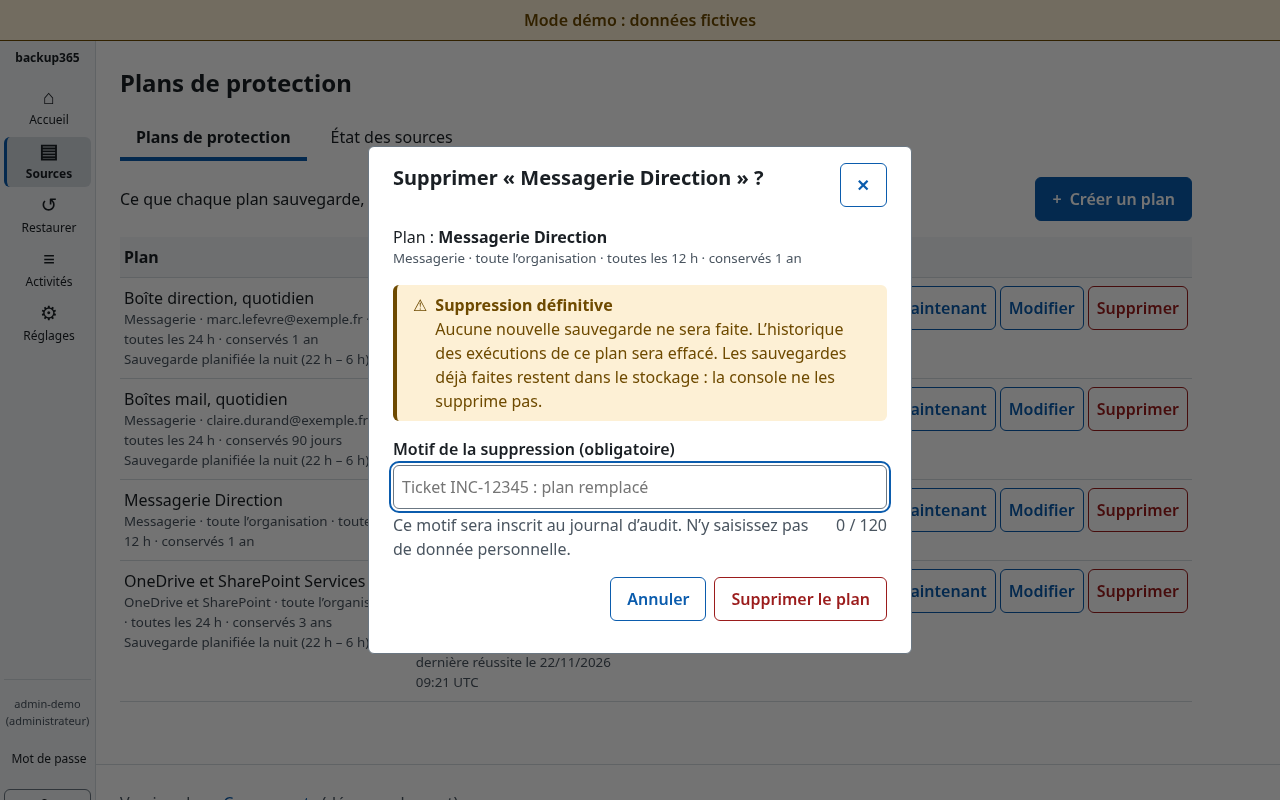 Mode démo : données fictives
backup365
Accueil
Sources
Restaurer
Activités
Réglages
admin-demo
(administrateur)
Mot de passe
Plans de protection
Plans de protection
État des sources
Ce que chaque plan sauvegarde,
+ Créer un plan
Plan
Boîte direction, quotidien
Messagerie · marc.lefevre@exemple.fr ·
toutes les 24 h · conservés 1 an
Sauvegarde planifiée la nuit (22 h – 6 h)
Modifier
Supprimer
Boîtes mail, quotidien
Messagerie · claire.durand@exemple.fr
toutes les 24 h · conservés 90 jours
Sauvegarde planifiée la nuit (22 h – 6 h)
Modifier
Supprimer
Messagerie Direction
Messagerie · toute l’organisation · toute
12 h · conservés 1 an
Modifier
Supprimer
OneDrive et SharePoint Services
OneDrive et SharePoint · toute l’organis
· toutes les 24 h · conservés 3 ans
Sauvegarde planifiée la nuit (22 h – 6 h)
Modifier
Supprimer
dernière réussite le 22/11/2026
09:21 UTC
Supprimer « Messagerie Direction » ?
×
Plan : Messagerie Direction
Messagerie · toute l’organisation · toutes les 12 h · conservés 1 an
⚠ Suppression définitive
Aucune nouvelle sauvegarde ne sera faite. L’historique
des exécutions de ce plan sera effacé. Les sauvegardes
déjà faites restent dans le stockage : la console ne les
supprime pas.
Motif de la suppression (obligatoire)
Ticket INC-12345 : plan remplacé
Ce motif sera inscrit au journal d’audit. N’y saisissez pas 0 / 120
de donnée personnelle.
Annuler
Supprimer le plan